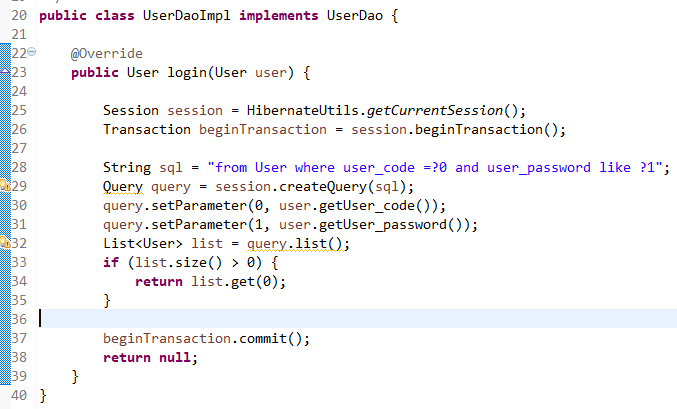 20 public class UserDaoImpl implements UserDao {
21
22 @Override
23 public User login(User user) {
24
25 Session session = HibernateUtils.getCurrentSession();
26 Transaction beginTransaction = session.beginTransaction();
27
28 String sql = "from User where user_code =?0 and user_password like ?1";
29 Query query = session.createQuery(sql);
30 query.setParameter(0, user.getUser_code());
31 query.setParameter(1, user.getUser_password());
32 List<User> list = query.list();
33 if (list.size() > 0) {
34 return list.get(0);
35 }
36
37 beginTransaction.commit();
38 return null;
39 }
40 }